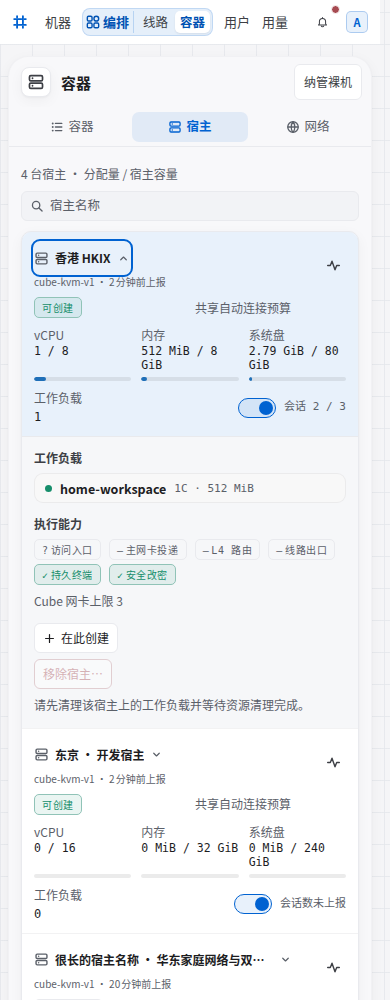 机器 编排 线路 容器 用户 用量 A
容器 纳管裸机
容器 宿主 网络
4 台宿主 · 分配量 / 宿主容量
宿主名称
香港 HKIX
cube-kvm-v1 · 2分钟前上报
可创建 共享自动连接预算
vCPU 内存 系统盘
1 / 8 512 MiB / 8 GiB 2.79 GiB / 80 GiB
工作负载
1 会话 2 / 3
工作负载
home-workspace 1C · 512 MiB
执行能力
? 访问入口 — 主网卡投递 — L4 路由 — 线路出口
✓ 持久终端 ✓ 安全改密
Cube 网卡上限 3
+ 在此创建
移除宿主…
请先清理该宿主上的工作负载并等待资源清理完成。
东京 · 开发宿主
cube-kvm-v1 · 2分钟前上报
可创建 共享自动连接预算
vCPU 内存 系统盘
0 / 16 0 MiB / 32 GiB 0 MiB / 240 GiB
工作负载
0 会话数未上报
很长的宿主名称 · 华东家庭网络与双…
cube-kvm-v1 · 20分钟前上报